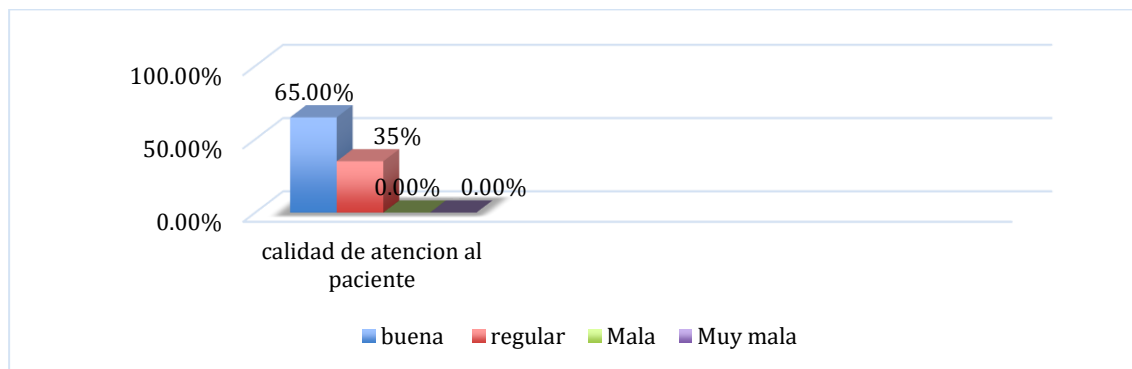 100.00%
65.00%
50.00%
35%
0.00% 0.00%
0.00%
calidad de atencion al
paciente
buena regular Mala Muy mala